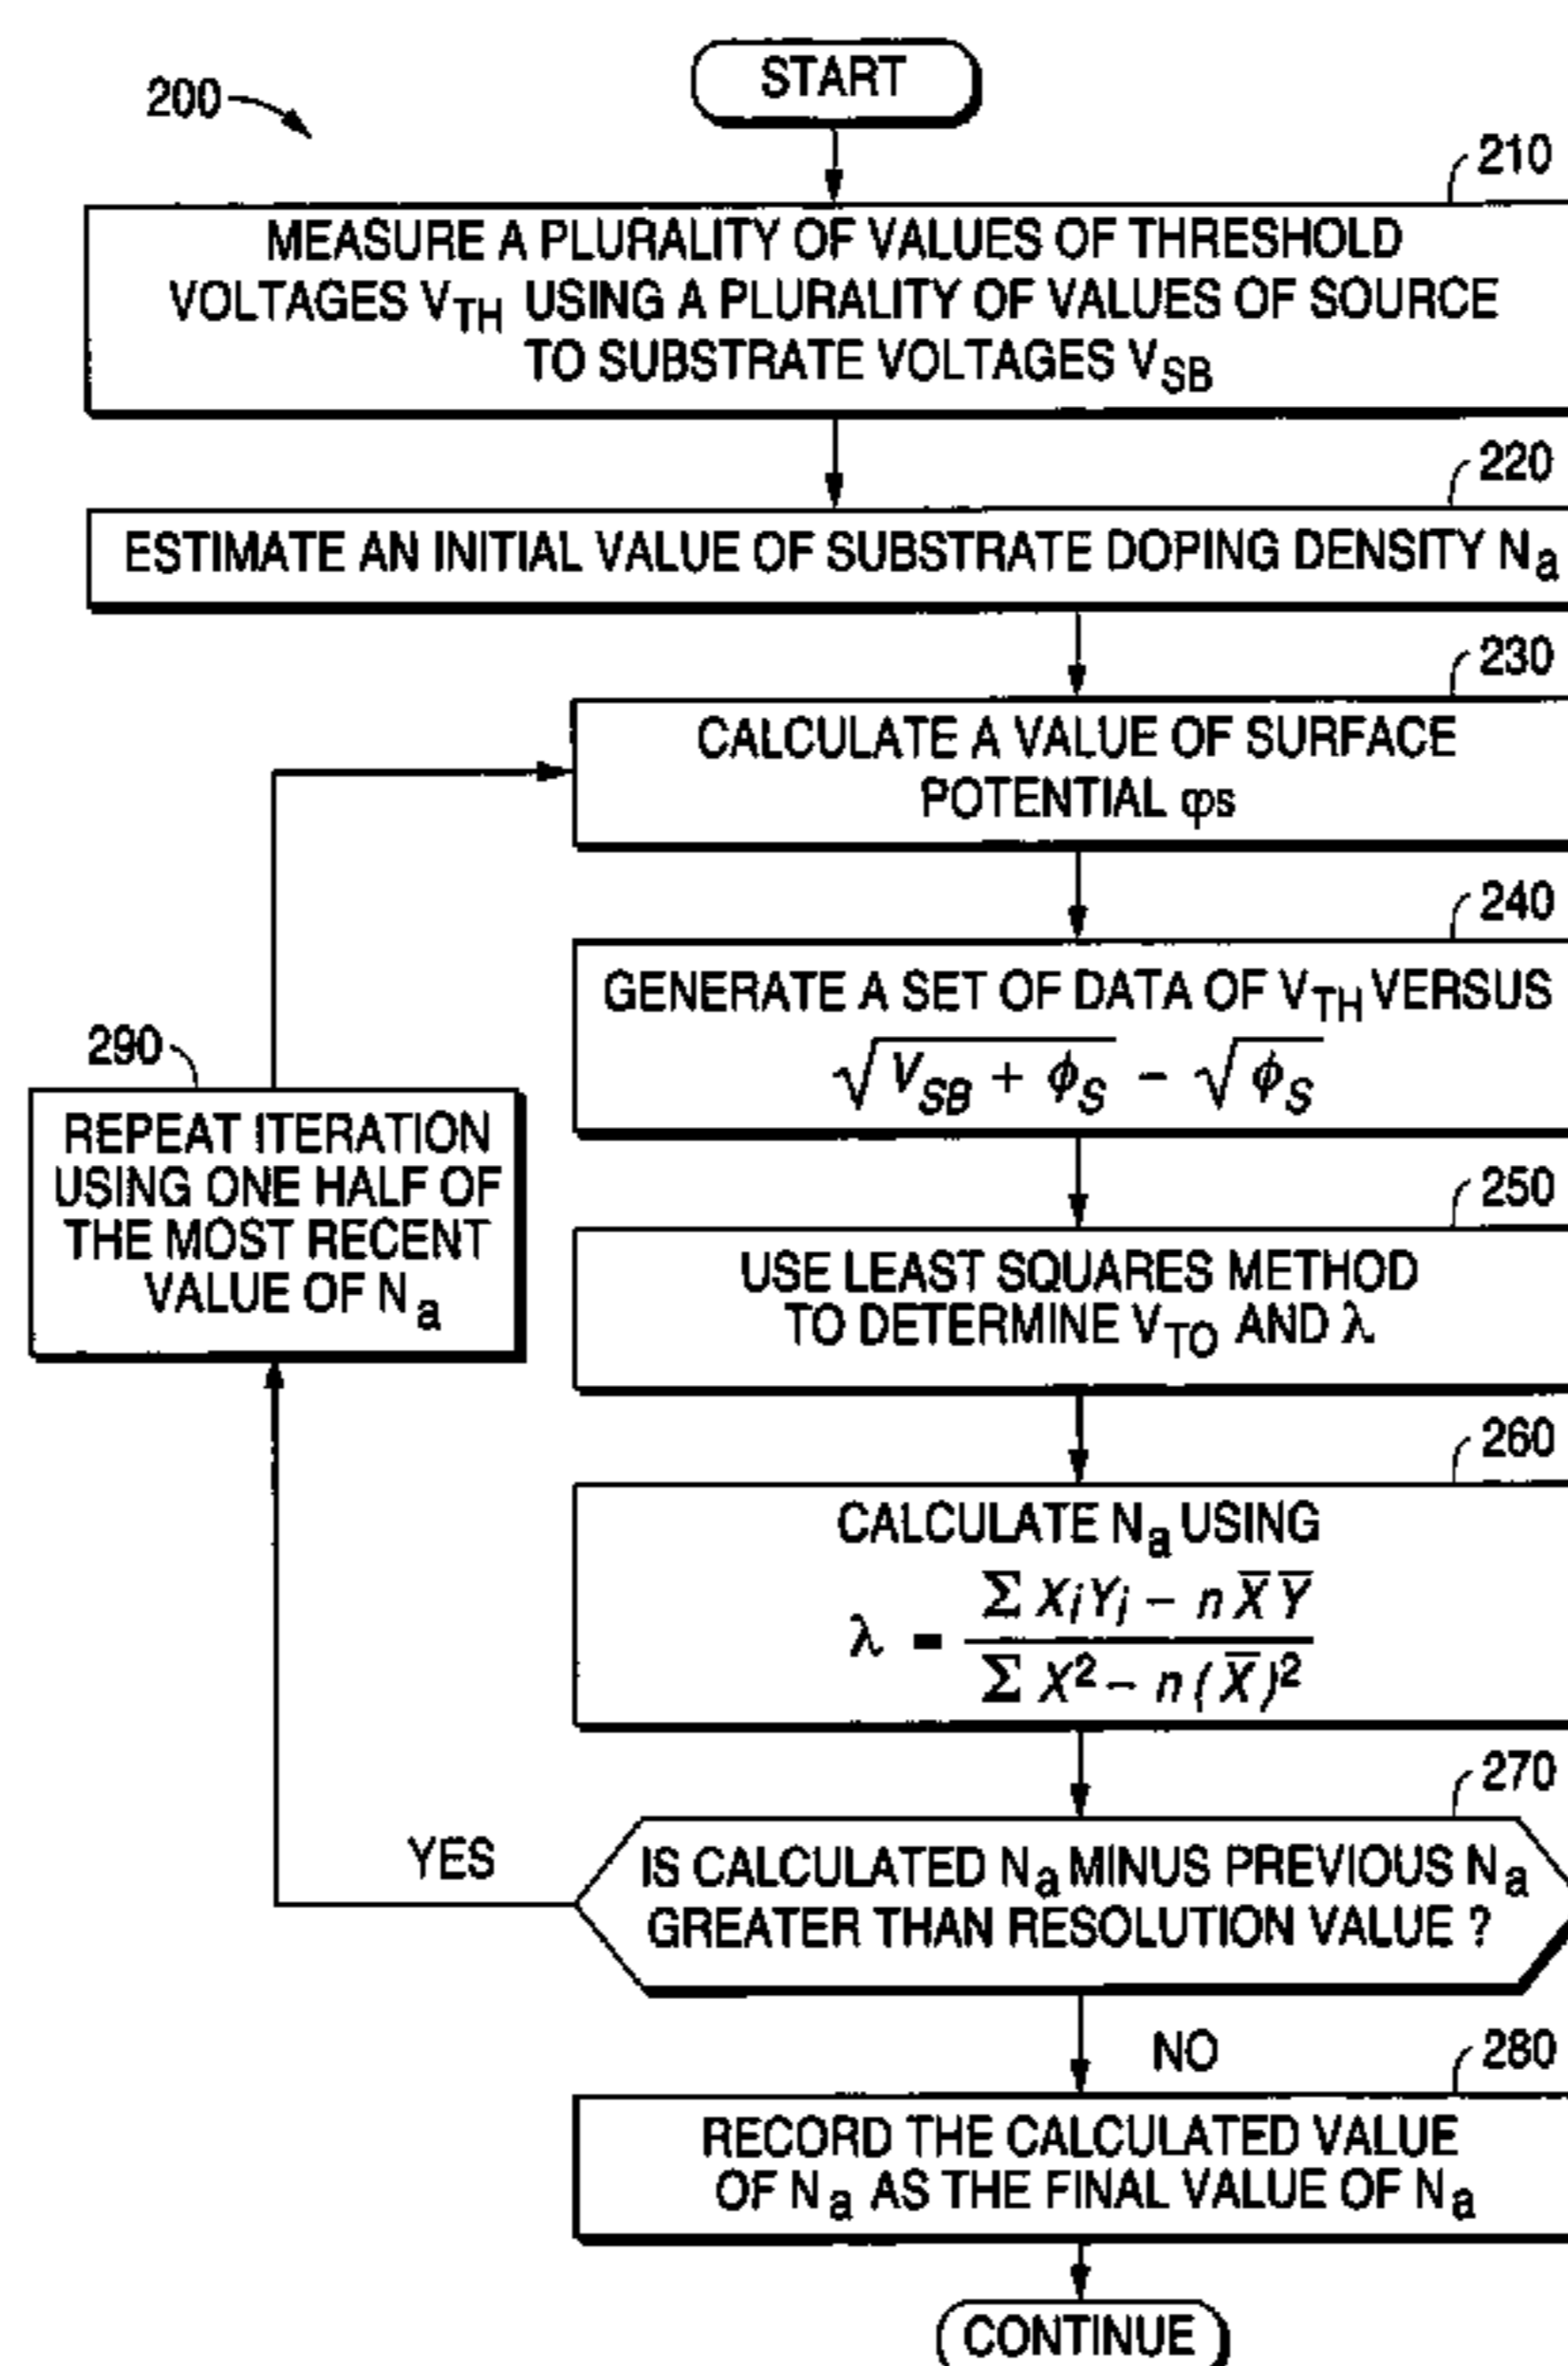 START
200
210
MEASURE A PLURALITY OF VALUES OF THRESHOLD
VOLTAGES V_TH USING A PLURALITY OF VALUES OF SOURCE
TO SUBSTRATE VOLTAGES V_SB
220
ESTIMATE AN INITIAL VALUE OF SUBSTRATE DOPING DENSITY N_a
230
CALCULATE A VALUE OF SURFACE
POTENTIAL φs
240
GENERATE A SET OF DATA OF V_TH VERSUS
√(V_SB + ϕ_S) - √(ϕ_S)
290
REPEAT ITERATION
USING ONE HALF OF
THE MOST RECENT
VALUE OF N_a
250
USE LEAST SQUARES METHOD
TO DETERMINE V_TO AND λ
260
CALCULATE N_a USING
λ = (Σ X_i Y_i - n X̅ Y̅) / (Σ X² - n (X̅)²)
270
IS CALCULATED N_a MINUS PREVIOUS N_a
GREATER THAN RESOLUTION VALUE ?
YES
NO
280
RECORD THE CALCULATED VALUE
OF N_a AS THE FINAL VALUE OF N_a
CONTINUE